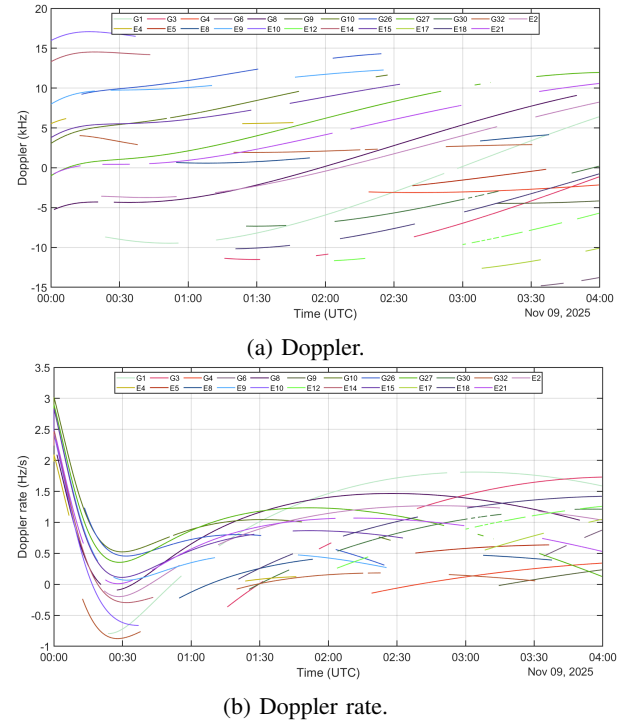 20
15
10
5
0
-5
-10
-15
Doppler (kHz)
G1 G3 G4 G6 G8 G9 G10 G26 G27 G30 G32 E2
E4 E5 E8 E9 E10 E12 E14 E15 E17 E18 E21
00:00 00:30 01:00 01:30 02:00 02:30 03:00 03:30 04:00
Time (UTC)
Nov 09, 2025
(a) Doppler.
3.5
3
2.5
2
1.5
1
0.5
0
-0.5
-1
Doppler rate (Hz/s)
G1 G3 G4 G6 G8 G9 G10 G26 G27 G30 G32 E2
E4 E5 E8 E9 E10 E12 E14 E15 E17 E18 E21
00:00 00:30 01:00 01:30 02:00 02:30 03:00 03:30 04:00
Time (UTC)
Nov 09, 2025
(b) Doppler rate.